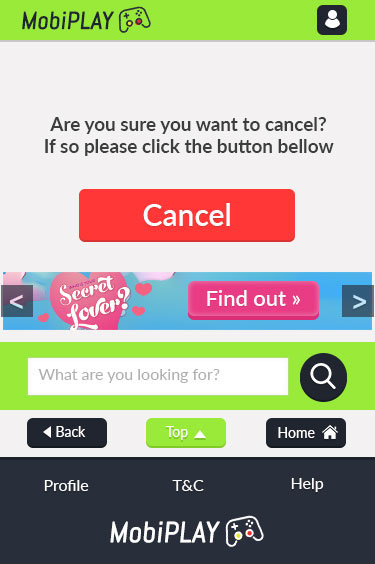 MobiPLAY
Are you sure you want to cancel?
If so please click the button bellow
Cancel
<
Secret
Lover?
Find out »
>
What are you looking for?
Back
Top
Home
Profile
T&C
Help
MobiPLAY